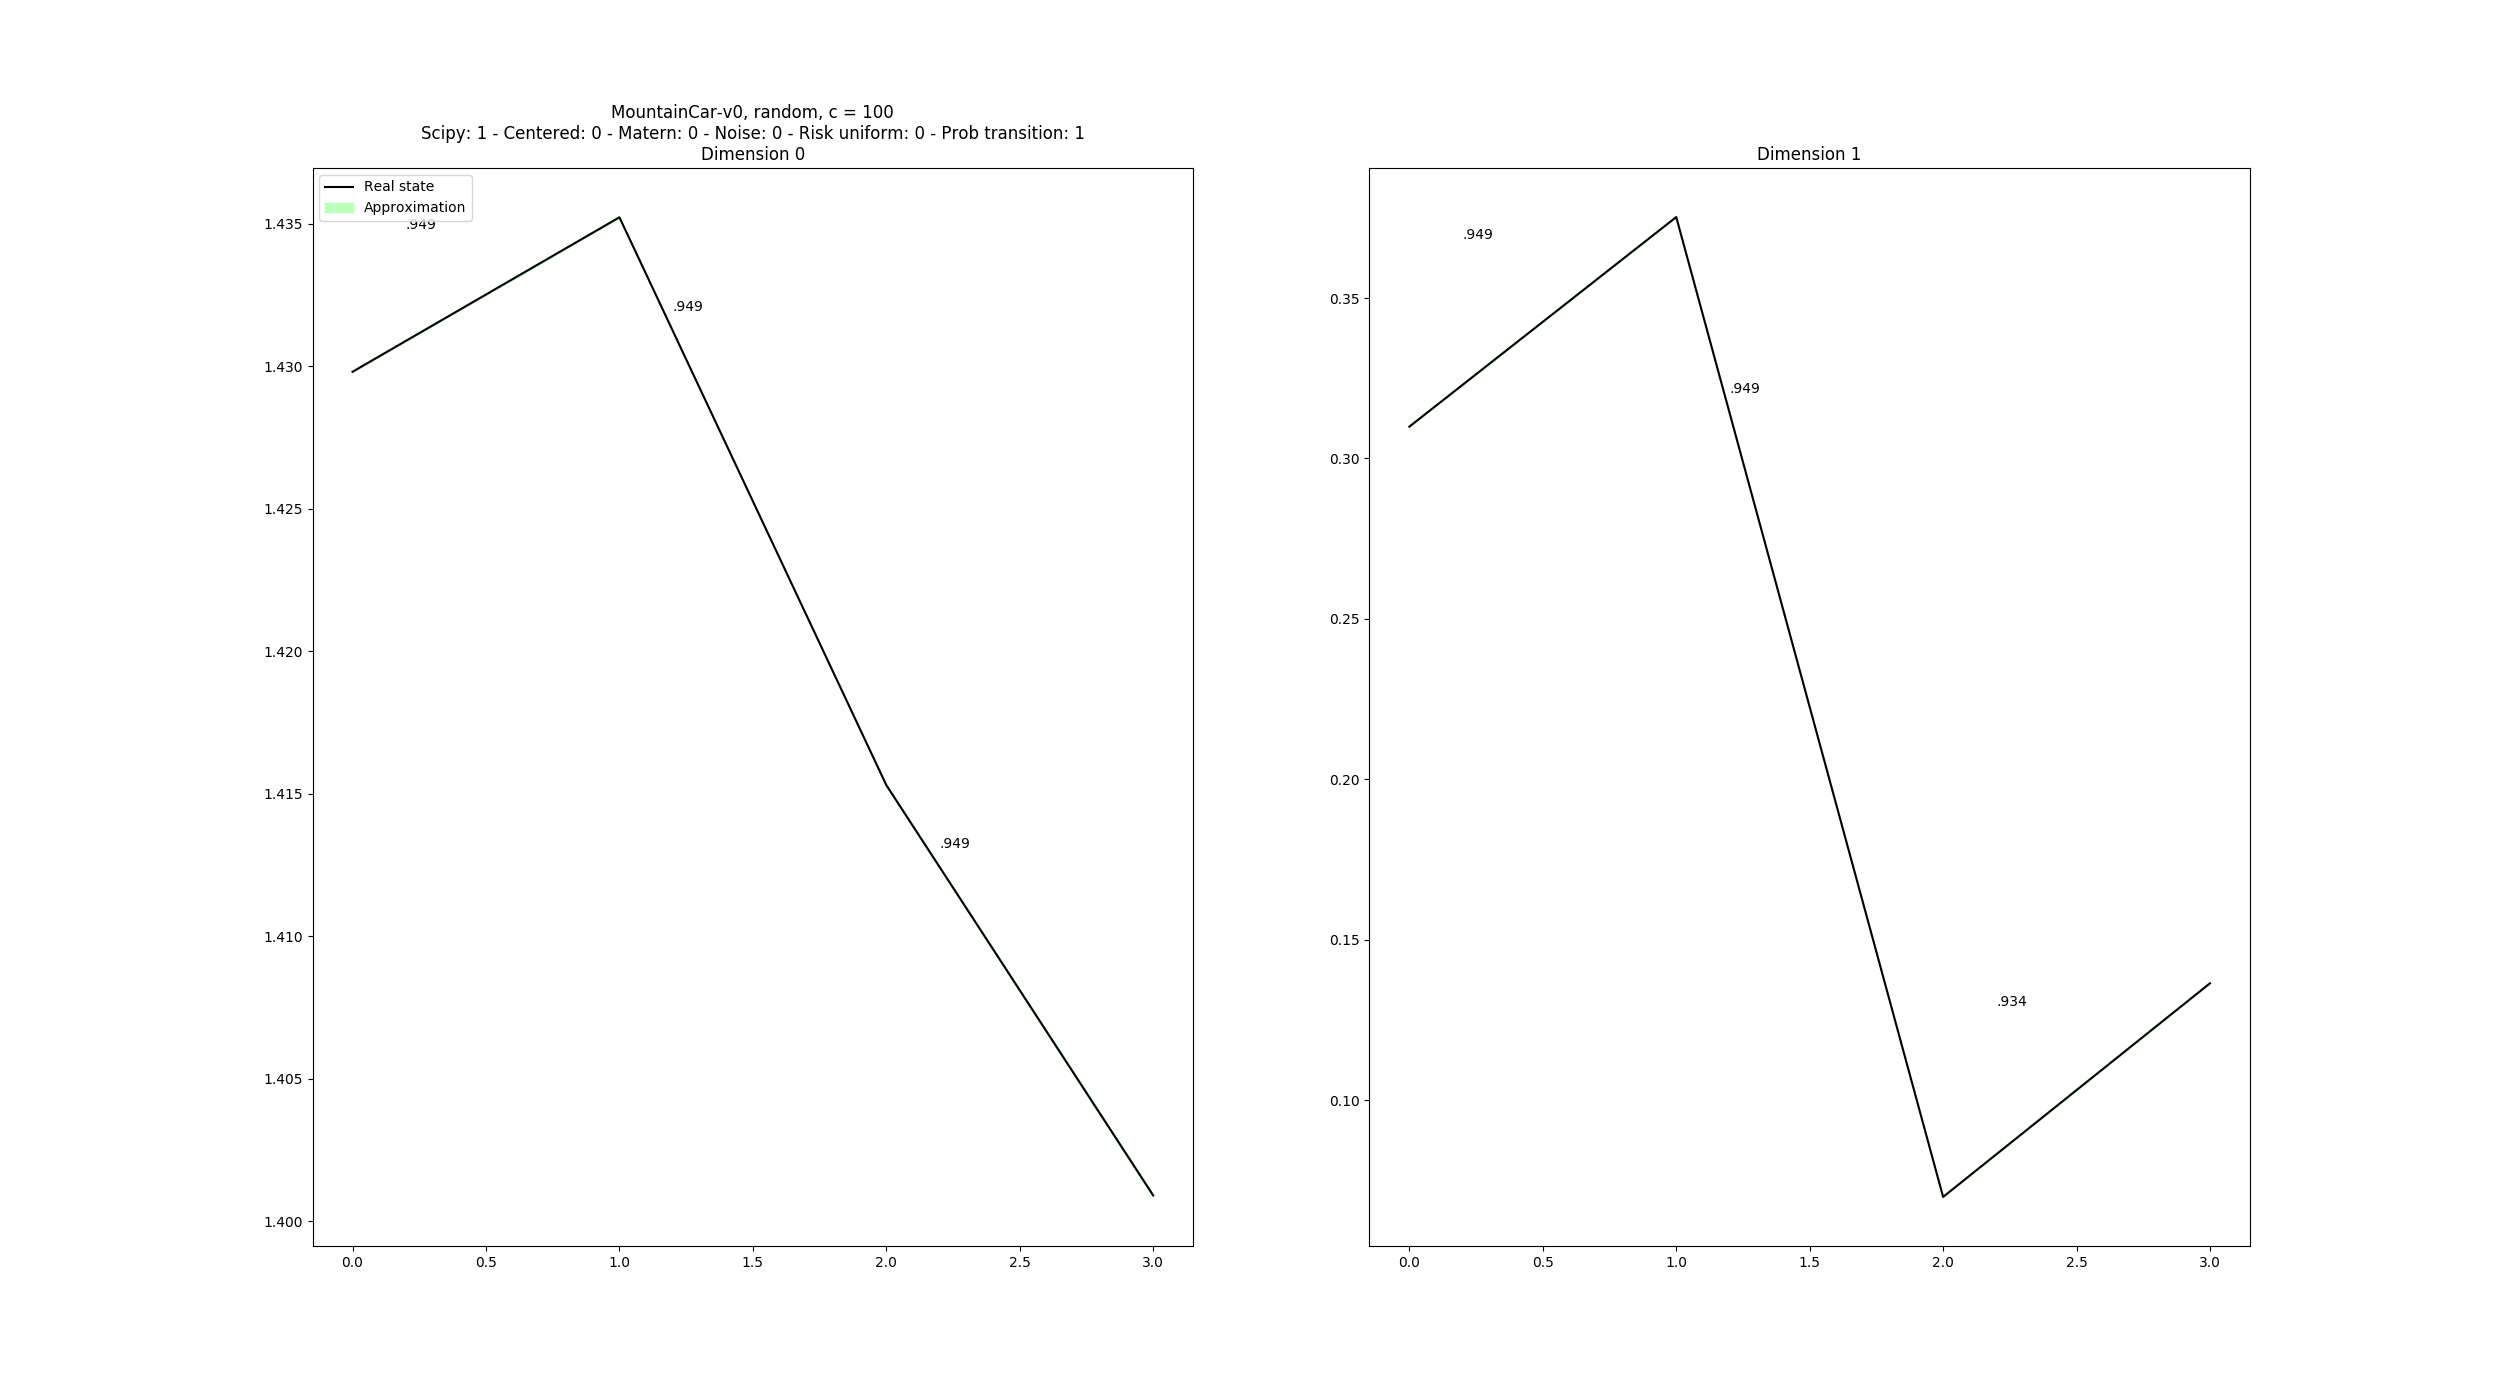 MountainCar-v0, random, c = 100
Scipy: 1 - Centered: 0 - Matern: 0 - Noise: 0 - Risk uniform: 0 - Prob transition: 1
Dimension 0
Real state
Approximation
.949
.949
.949
1.435
1.430
1.425
1.420
1.415
1.410
1.405
1.400
0.0 0.5 1.0 1.5 2.0 2.5 3.0
Dimension 1
.949
.949
.934
0.35
0.30
0.25
0.20
0.15
0.10
0.0 0.5 1.0 1.5 2.0 2.5 3.0